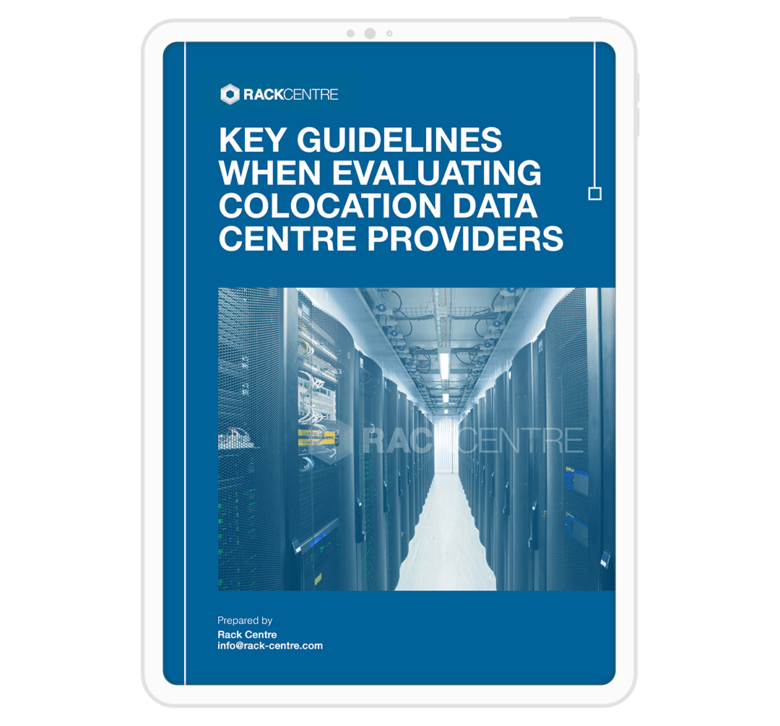 RACKCENTRE
KEY GUIDELINES
WHEN EVALUATING
COLOCATION DATA
CENTRE PROVIDERS
RACKCENTRE
Prepared by
Rack Centre
info@rack-centre.com